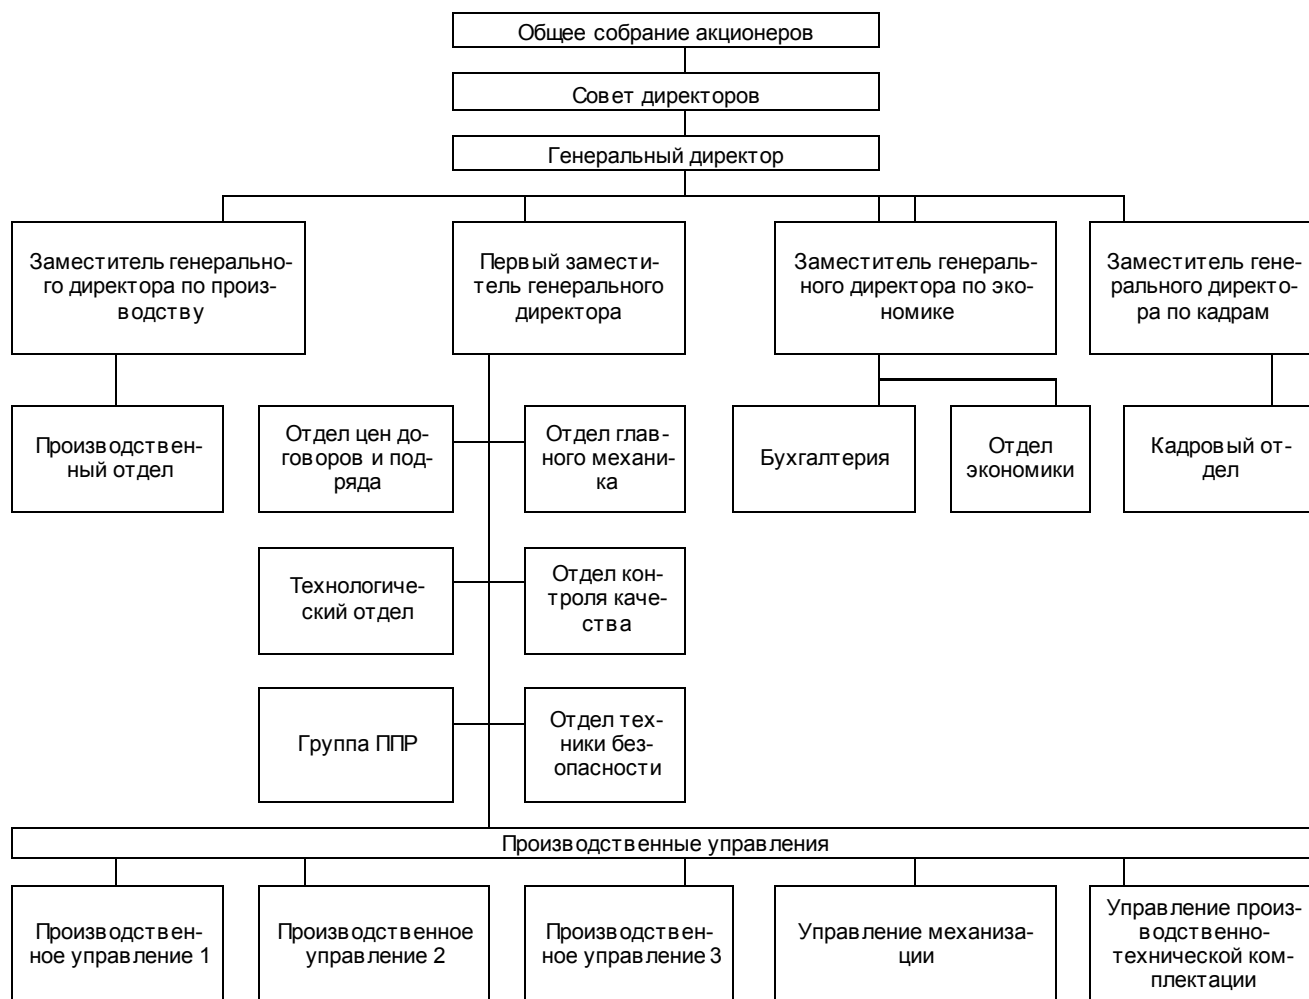 Общее собрание акционеров
Совет директоров
Генеральный директор
Заместитель генерально-
го директора по произ-
водству
Первый замести-
тель генерального
директора
Заместитель генераль-
ного директора по эко-
номике
Заместитель гене-
рального директо-
ра по кадрам
Производствен-
ный отдел
Отдел цен до-
говоров и под-
ряда
Отдел глав-
ного механи-
ка
Бухгалтерия
Отдел
экономики
Кадровый от-
дел
Технологиче-
ский отдел
Отдел кон-
троля каче-
ства
Группа ППР
Отдел тех-
ники без-
опасности
Производственные управления
Производствен-
ное управление 1
Производственное
управление 2
Производствен-
ное управление 3
Управление механиза-
ции
Управление произ-
водственно-
технической ком-
плектации